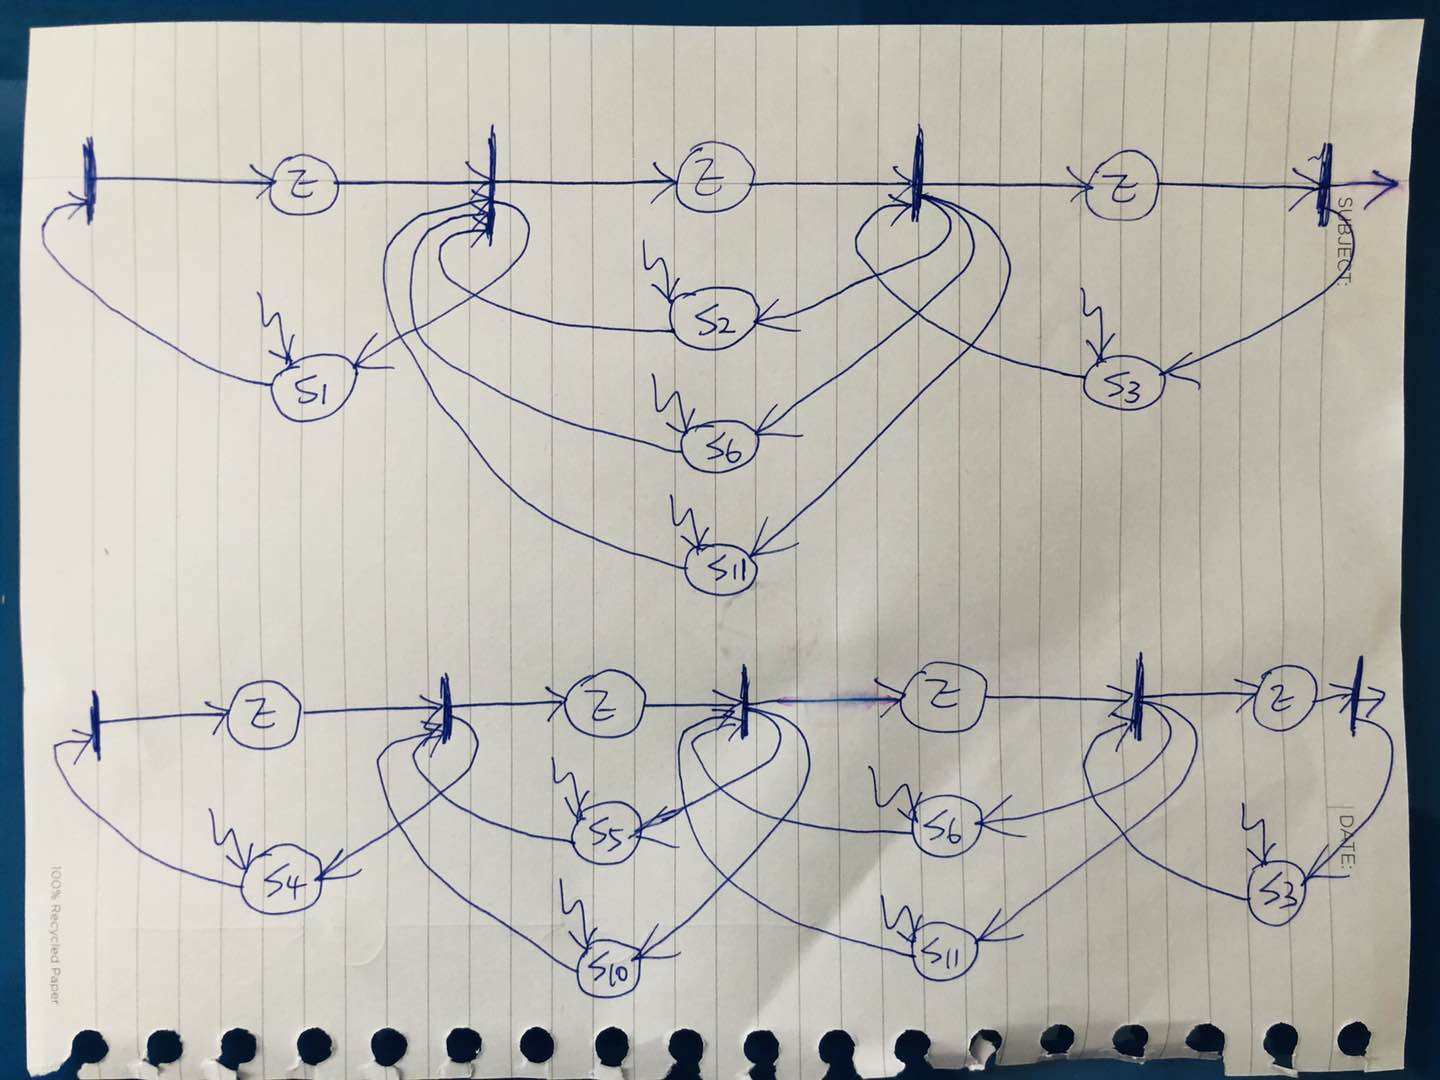 Z Z Z
S2
S1 S3
S6
S11
Z Z Z Z
S5 S6
S4 S3
S10 S11
SUBJECT:
DATE:
100% Recycled Paper